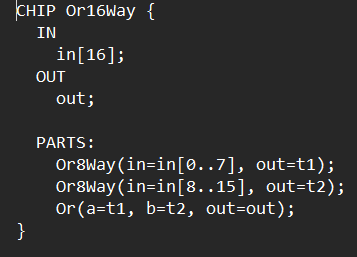 CHIP Or16Way {
IN
in[16];
OUT
out;
PARTS:
Or8Way(in=in[0..7], out=t1);
Or8Way(in=in[8..15], out=t2);
Or(a=t1, b=t2, out=out);
}